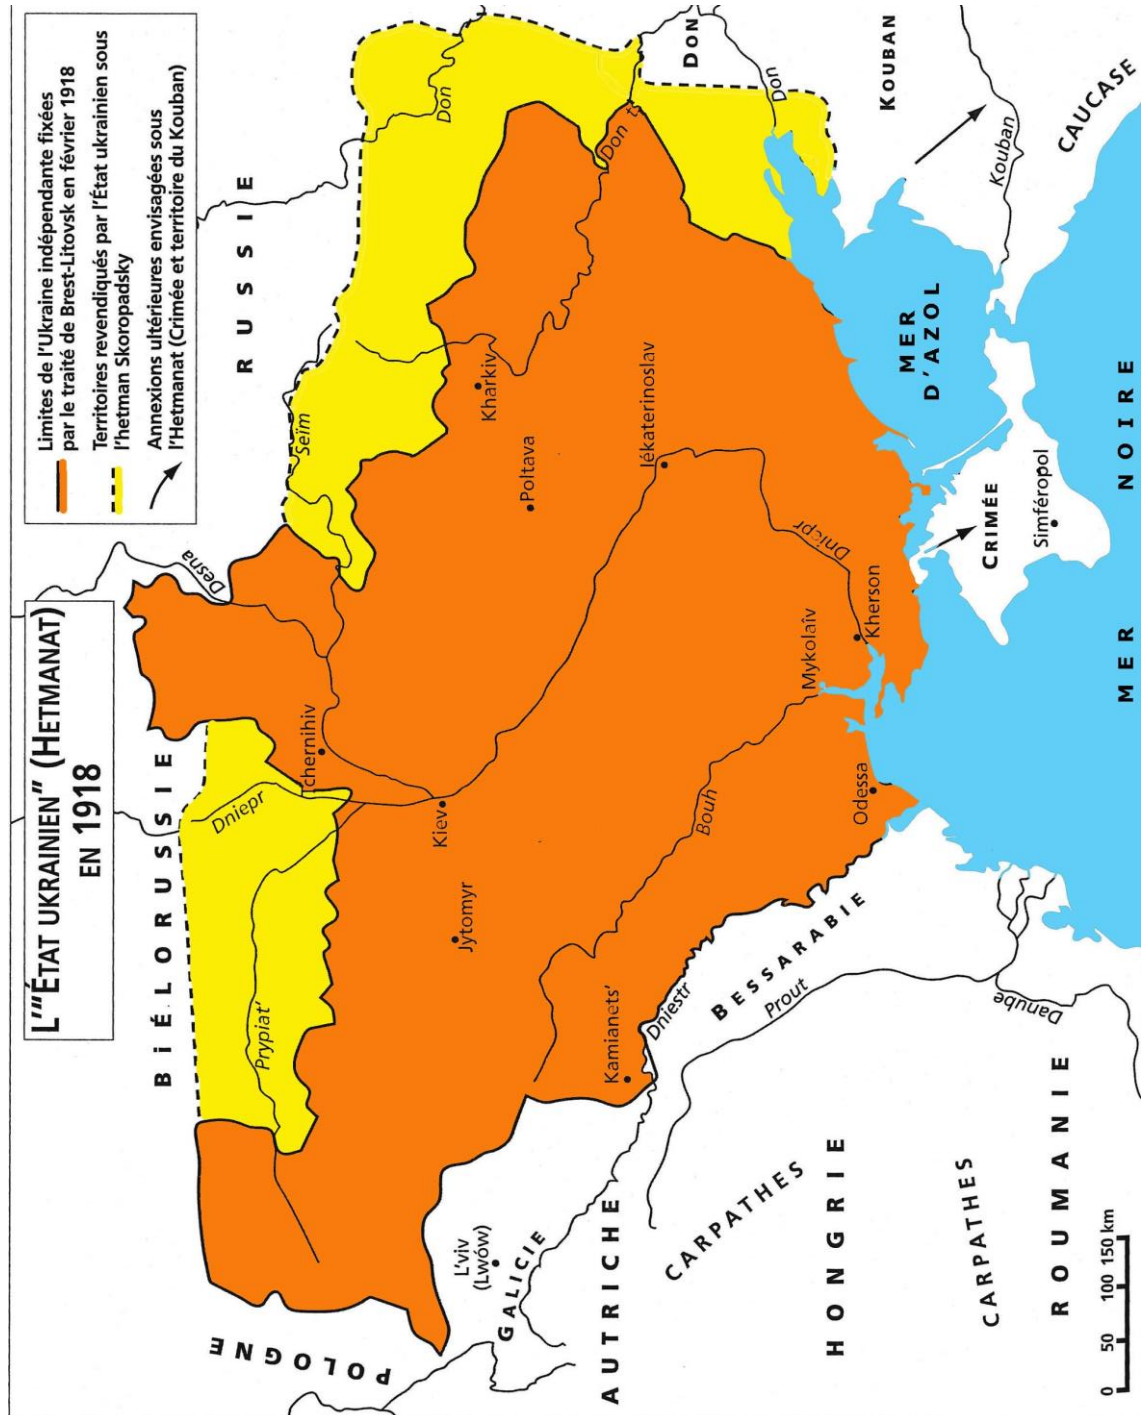 L'"ÉTAT UKRAINIEN" (HETMANAT)
EN 1918
Limites de l'Ukraine indépendante fixées
par le traité de Brest-Litovsk en février 1918
Territoires revendiqués par l'État ukrainien sous
l'hetman Skoropadsky
Annexions ultérieures envisagées sous
l'Hetmanat (Crimée et territoire du Kouban)
POLOGNE
BiÉLORUSSIE
RUSSIE
Desna
Dniepr
Prypiat'
Seïm
Don
Tchernihiv
Kiev
Jytomyr
Kharkiv
Poltava
L'viv
(Lwów)
GALICIE
Kamianets'
Dniestr
Iékaterinoslav
Don
DON
Don
AUTRICHE
CARPATHES
BESSARABIE
Prout
Bouh
Mykolaïv
Dniepr
Odessa
Kherson
KOUBAN
MER
D'AZOL
Kouban
CAUCASE
HONGRIE
CARPATHES
Danube
CRIMÉE
Simféropol
ROUMANIE
MER NOIRE
0 50 100 150 km